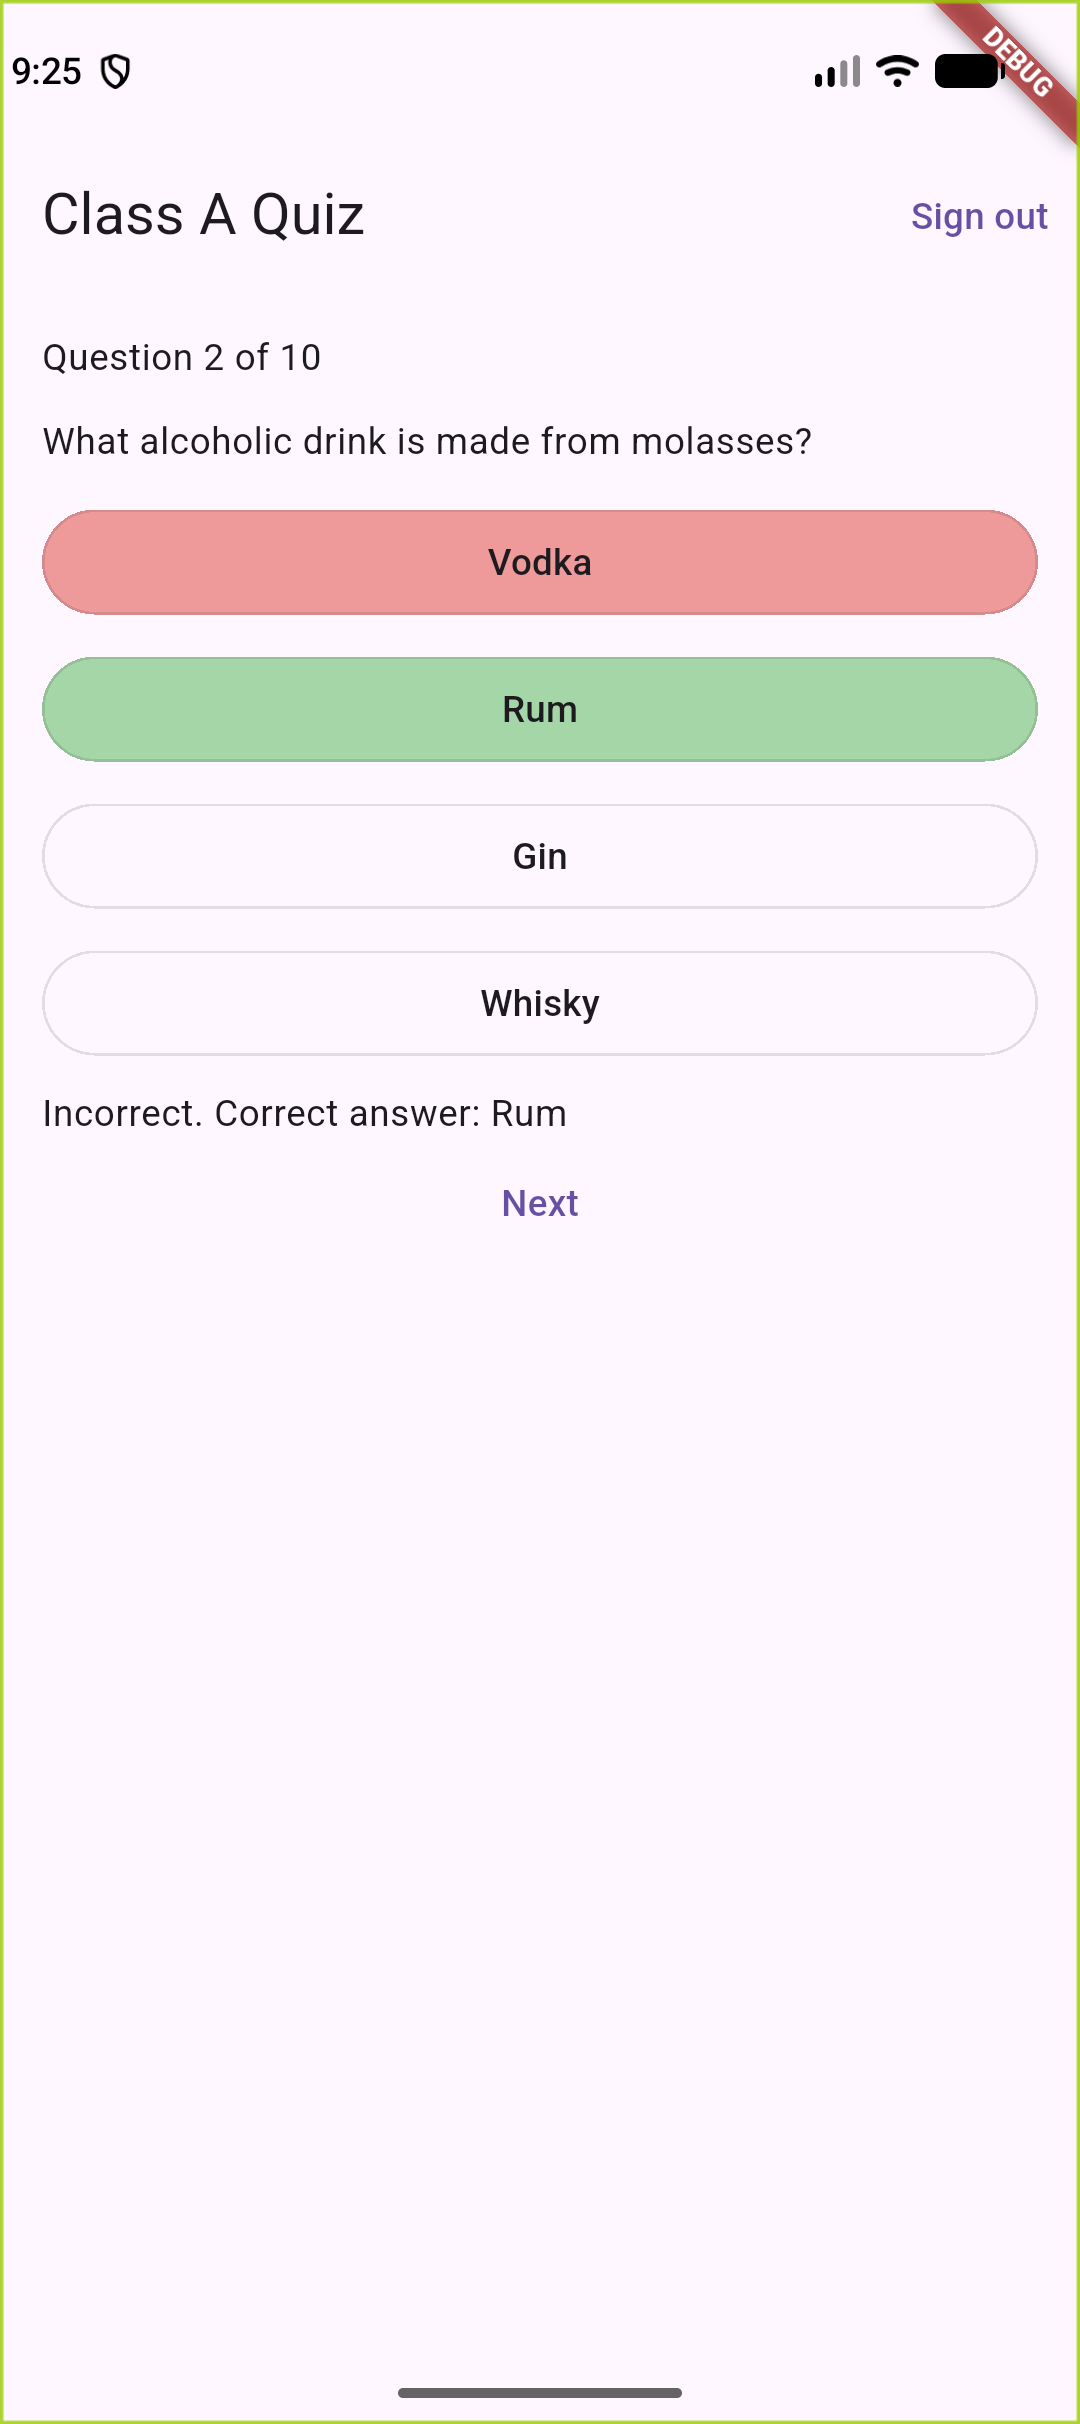 9:25
DEBUG
Class A Quiz
Sign out
Question 2 of 10
What alcoholic drink is made from molasses?
Vodka
Rum
Gin
Whisky
Incorrect. Correct answer: Rum
Next